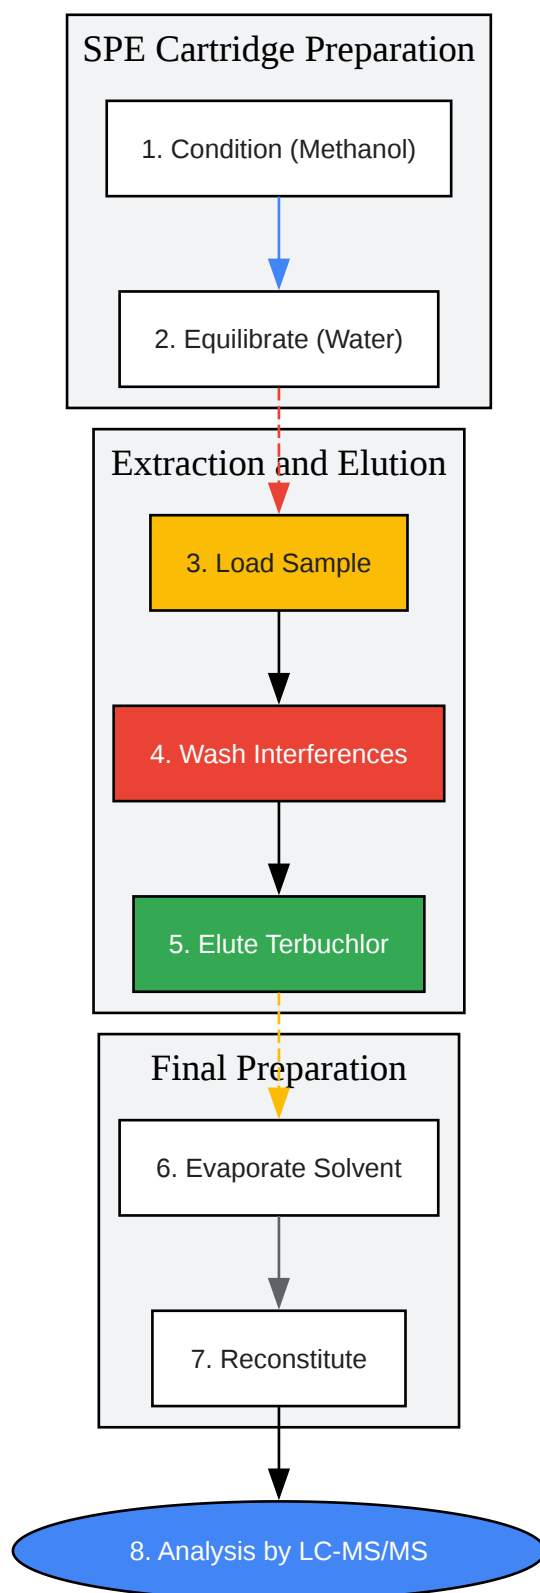 SPE Cartridge Preparation
1. Condition (Methanol)
2. Equilibrate (Water)
Extraction and Elution
3. Load Sample
4. Wash Interferences
5. Elute Terbuchlor
Final Preparation
6. Evaporate Solvent
7. Reconstitute
8. Analysis by LC-MS/MS